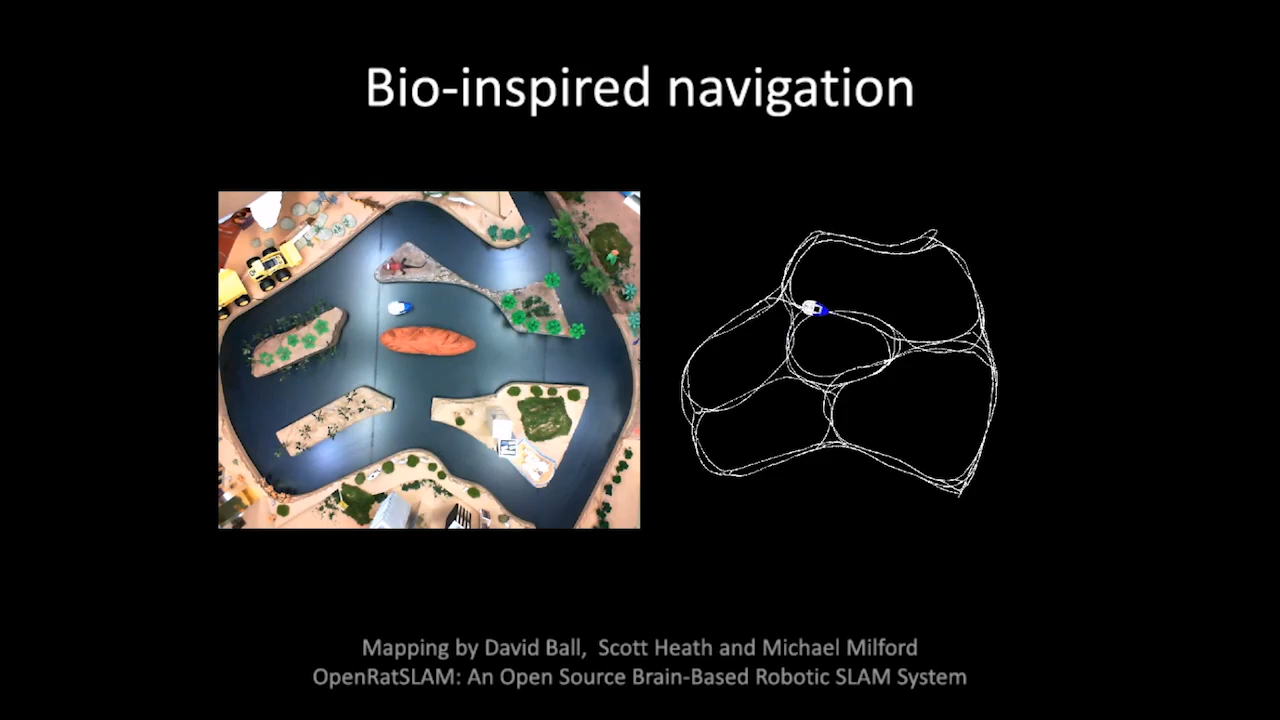 Bio-inspired navigation
Mapping by David Ball,  Scott Heath and Michael Milford
OpenRatSLAM: An Open Source Brain-Based Robotic SLAM System